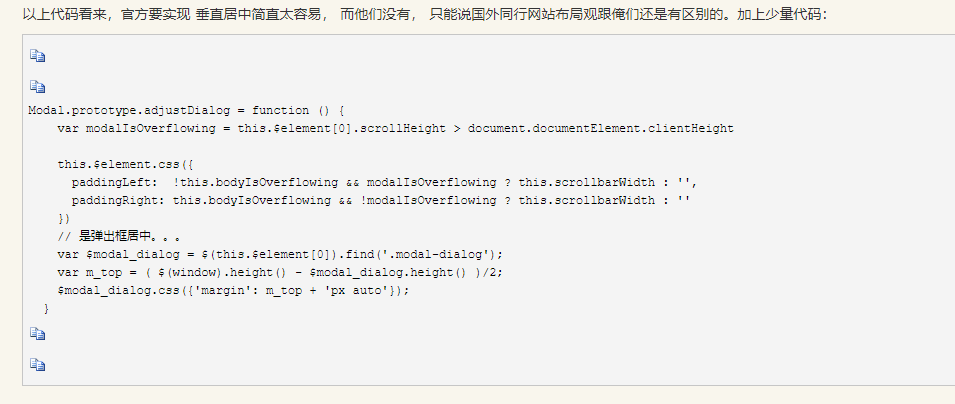 以上代码看来，官方要实现 垂直居中简直太容易， 而他们没有， 只能说国外同行网站布局观跟俺们还是有区别的。加上少量代码：
Modal.prototype.adjustDialog = function () {
    var modalIsOverflowing = this.$element[0].scrollHeight > document.documentElement.clientHeight

    this.$element.css({
      paddingLeft:  !this.bodyIsOverflowing && modalIsOverflowing ? this.scrollbarWidth : '',
      paddingRight: this.bodyIsOverflowing && !modalIsOverflowing ? this.scrollbarWidth : ''
    })
    // 是弹出框居中。。。
    var $modal_dialog = $(this.$element[0]).find('.modal-dialog');
    var m_top = ( $(window).height() - $modal_dialog.height() )/2;
    $modal_dialog.css({'margin': m_top + 'px auto'});
  }